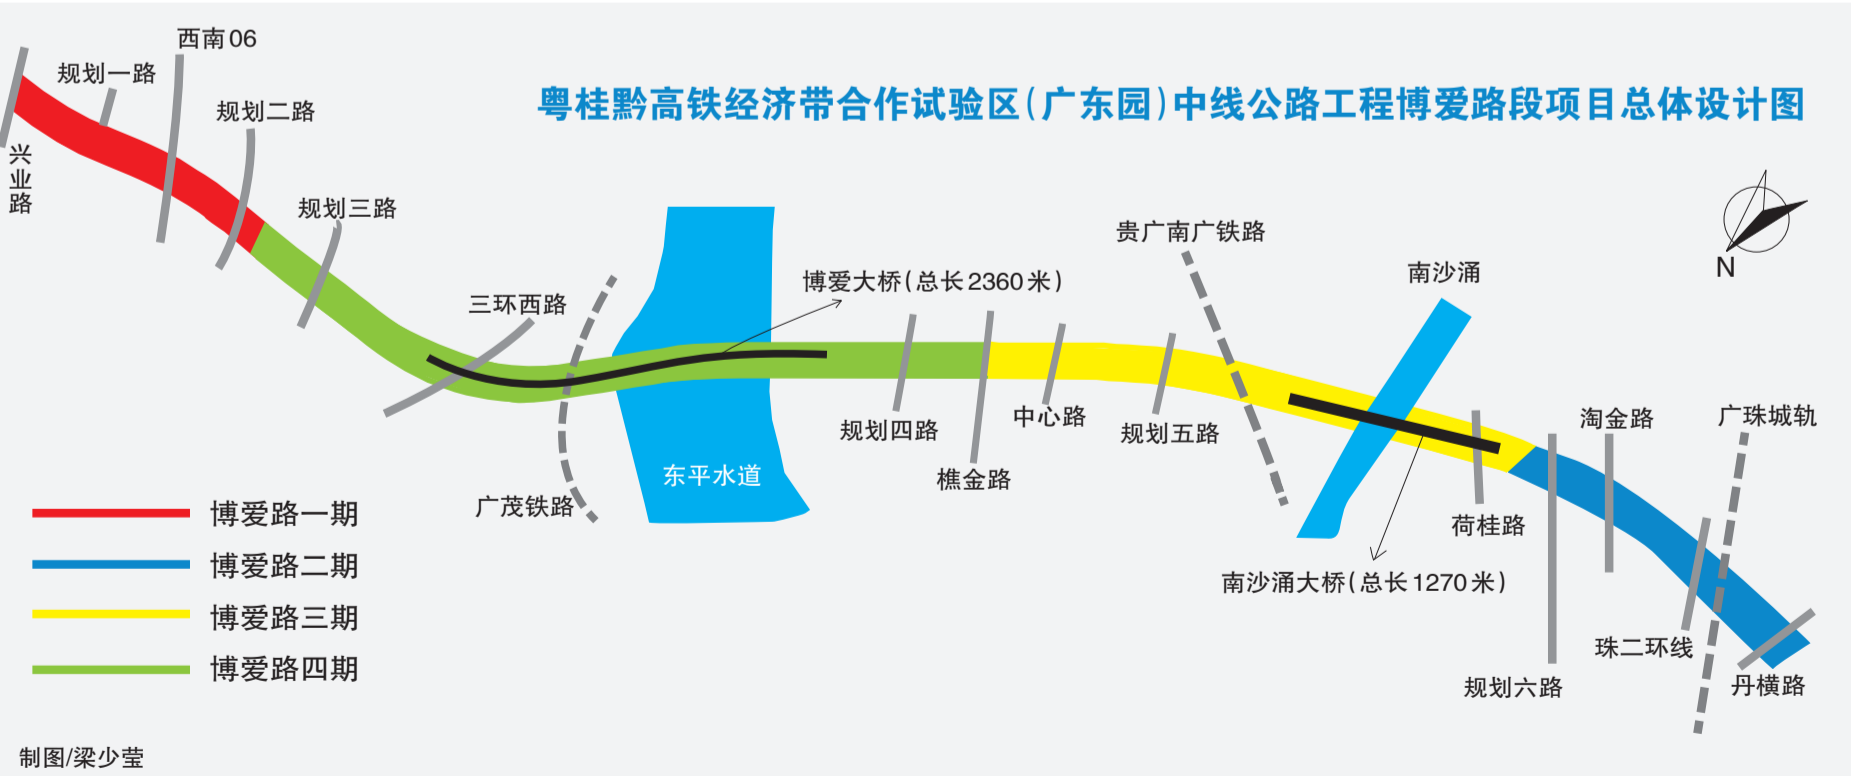 西南06
规划一路
粤桂黔高铁经济带合作试验区(广东园)中线公路工程博爱路段项目总体设计图
规划二路
兴业路
规划三路
贵广南广铁路
N
南沙涌
博爱大桥(总长2360米)
三环西路
中心路
规划四路
规划五路
淘金路
广珠城轨
东平水道
樵金路
广茂铁路
荷桂路
博爱路一期
博爱路二期
南沙涌大桥(总长1270米)
博爱路三期
珠二环线
博爱路四期
规划六路
丹横路
制图/梁少莹